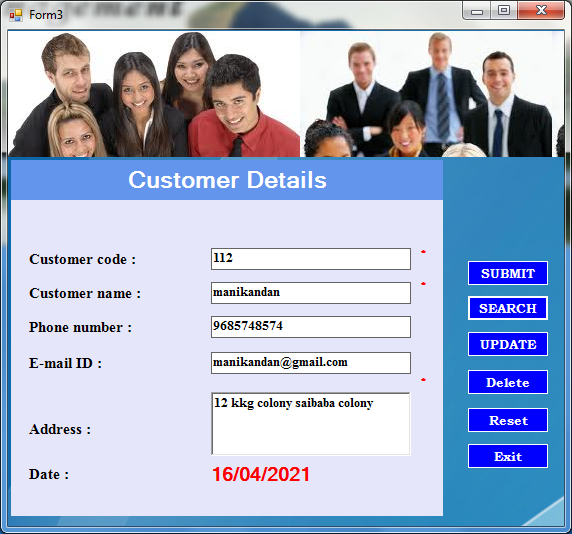 Form3
Customer Details
Customer code : 112 *
Customer name : manikandan *
Phone number : 9685748574
E-mail ID : manikandan@gmail.com
*
Address : 12 kkg colony saibaba colony
Date : 16/04/2021
SUBMIT
SEARCH
UPDATE
Delete
Reset
Exit